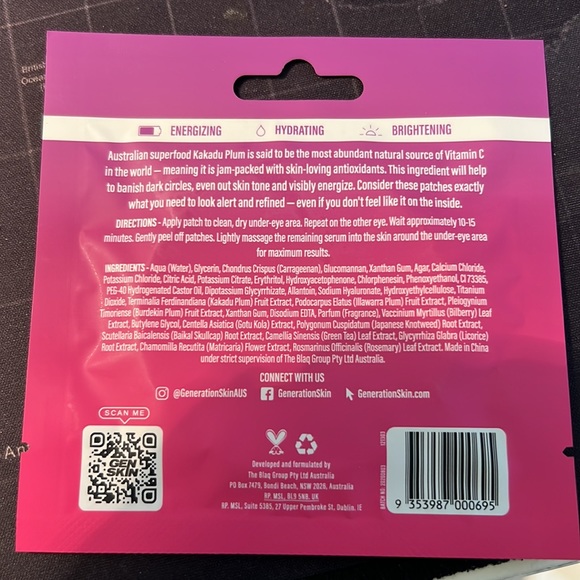 British
Ocean
ENERGIZING HYDRATING BRIGHTENING
Australian superfood Kakadu Plum is said to be the most abundant natural source of Vitamin C
in the world — meaning it is jam-packed with skin-loving antioxidants. This ingredient will help
to banish dark circles, even out skin tone and visibly energize. Consider these patches exactly
what you need to look alert and refined — even if you don't feel like it on the inside.
DIRECTIONS - Apply patch to clean, dry under-eye area. Repeat on the other eye. Wait approximately 10-15
minutes. Gently peel off patches. Lightly massage the remaining serum into the skin around the under-eye area
for maximum results.
INGREDIENTS - Aqua (Water), Glycerin, Chondrus Crispus (Carrageenan), Glucomannan, Xanthan Gum, Agar, Calcium Chloride,
Potassium Chloride, Citric Acid, Potassium Citrate, Erythritol, Hydroxyacetophenone, Chlorphenesin, Phenoxyethanol, CI 73385,
PEG-40 Hydrogenated Castor Oil, Dipotassium Glycyrrhizate, Allantoin, Sodium Hyaluronate, Hydroxyethylcellulose, Titanium
Dioxide, Terminalia Ferdinandiana (Kakadu Plum) Fruit Extract, Podocarpus Elatus (Illawarra Plum) Fruit Extract, Pleiogynium
Timoriense (Burdekin Plum) Fruit Extract, Xanthan Gum, Disodium EDTA, Parfum (Fragrance), Vaccinium Myrtillus (Bilberry) Leaf
Extract, Butylene Glycol, Centella Asiatica (Gotu Kola) Extract, Polygonum Cuspidatum (Japanese Knotweed) Root Extract,
Scutellaria Baicalensis (Baikal Skullcap) Root Extract, Camellia Sinensis (Green Tea) Leaf Extract, Glycyrrhiza Glabra (Licorice)
Root Extract, Chamomilla Recutita (Matricaria) Flower Extract, Rosmarinus Officinalis (Rosemary) Leaf Extract. Made in China
under strict supervision of The Blaq Group Pty Ltd Australia.
CONNECT WITH US
@GenerationSkinAUS GenerationSkin GenerationSkin.com
SCAN ME
GEN
SKIN
Developed and formulated by
The Blaq Group Pty Ltd Australia
PO Box 7479, Bondi Beach, NSW 2026, Australia
RP. MSL, BL9 5NB, UK
RP. MSL, Suite 5385, 27 Upper Pembroke St, Dublin, IE
9 353987 000695